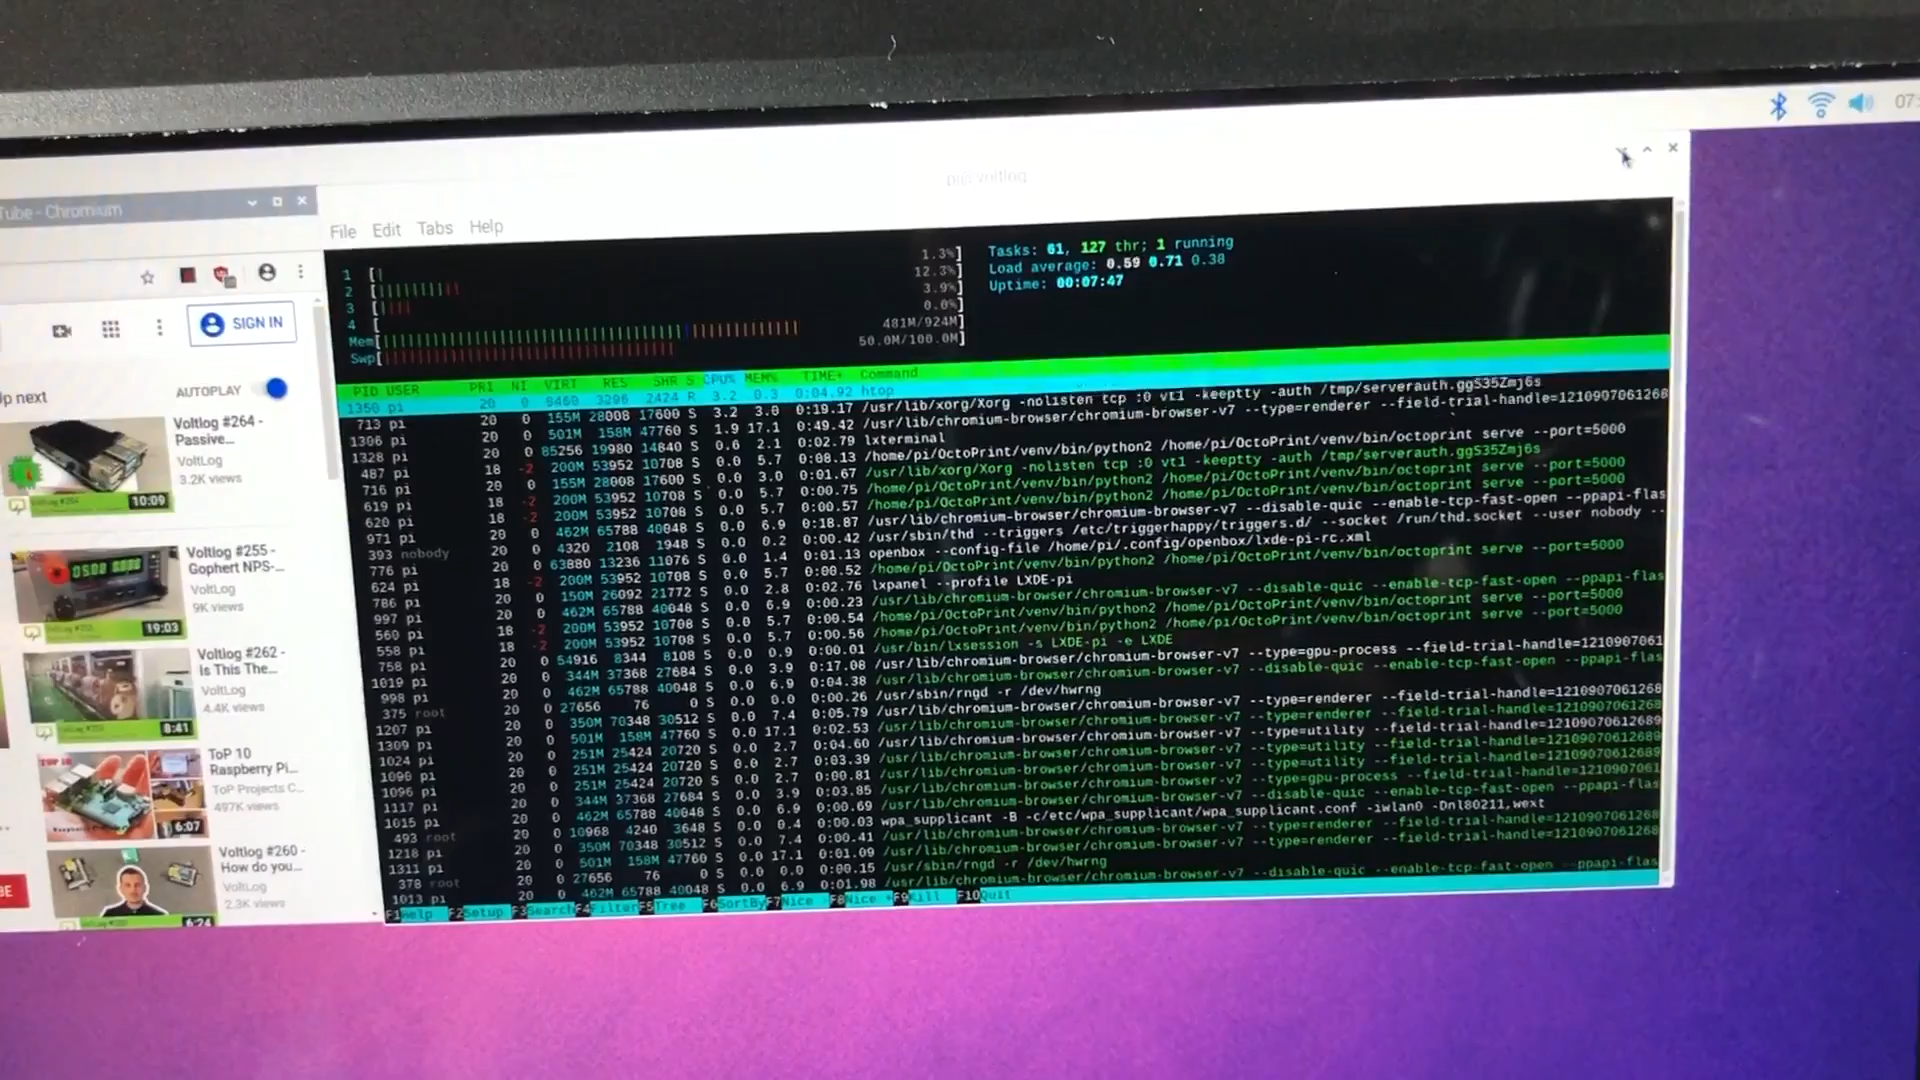 07:
Tube - Chromium
SIGN IN
Up next
AUTOPLAY
Voltlog #264 -
Passive...
VoltLog
3.2K views
10:09
Voltlog #255 -
Gophert NPS-...
VoltLog
9K views
19:03
Voltlog #262 -
Is This The...
VoltLog
4.4K views
8:41
ToP 10
Raspberry Pi...
ToP Projects C...
497K views
6:07
Voltlog #260 -
How do you...
VoltLog
2.3K views
6:24
File Edit Tabs Help
1 [ 1.3%]
2 [ 12.3%]
3 [ 3.9%]
4 [ 0.0%]
Mem[ 481M/924M]
Swp[ 50.0M/100.0M]
Tasks: 61, 127 thr; 1 running
Load average: 0.59 0.71 0.38
Uptime: 00:07:47
PID USER PRI NI VIRT RES SHR S CPU% MEM% TIME+ Command
1350 pi 20 0 8460 3296 2424 R 3.2 0.3 0:04.92 htop
713 pi 20 0 155M 28008 17600 S 3.2 3.0 0:19.17 /usr/lib/xorg/Xorg -nolisten tcp :0 vt1 -keeptty -auth /tmp/serverauth.ggS35Zmj6s
1306 pi 20 0 501M 158M 47760 S 1.9 17.1 0:49.42 /usr/lib/chromium-browser/chromium-browser-v7 --type=renderer --field-trial-handle=1210907061268
1328 pi 20 0 85256 19980 14840 S 0.6 2.1 0:02.79 lxterminal
487 pi 18 -2 200M 53952 10708 S 0.0 5.7 0:08.13 /home/pi/OctoPrint/venv/bin/python2 /home/pi/OctoPrint/venv/bin/octoprint serve --port=5000
716 pi 20 0 155M 28008 17600 S 0.0 3.0 0:01.67 /usr/lib/xorg/Xorg -nolisten tcp :0 vt1 -keeptty -auth /tmp/serverauth.ggS35Zmj6s
619 pi 18 -2 200M 53952 10708 S 0.0 5.7 0:00.75 /home/pi/OctoPrint/venv/bin/python2 /home/pi/OctoPrint/venv/bin/octoprint serve --port=5000
620 pi 18 -2 200M 53952 10708 S 0.0 5.7 0:00.57 /home/pi/OctoPrint/venv/bin/python2 /home/pi/OctoPrint/venv/bin/octoprint serve --port=5000
971 pi 20 0 462M 65788 40048 S 0.0 6.9 0:18.87 /usr/lib/chromium-browser/chromium-browser-v7 --disable-quic --enable-tcp-fast-open --ppapi-flas
393 nobody 20 0 4320 2108 1948 S 0.0 0.2 0:00.42 /usr/sbin/thd --triggers /etc/triggerhappy/triggers.d/ --socket /run/thd.socket --user nobody --
776 pi 20 0 63880 13236 11076 S 0.0 1.4 0:01.13 openbox --config-file /home/pi/.config/openbox/lxde-pi-rc.xml
624 pi 18 -2 200M 53952 10708 S 0.0 5.7 0:00.52 /home/pi/OctoPrint/venv/bin/python2 /home/pi/OctoPrint/venv/bin/octoprint serve --port=5000
786 pi 20 0 150M 26092 21772 S 0.0 2.8 0:02.76 lxpanel --profile LXDE-pi
997 pi 20 0 462M 65788 40048 S 0.0 6.9 0:00.23 /usr/lib/chromium-browser/chromium-browser-v7 --disable-quic --enable-tcp-fast-open --ppapi-flas
560 pi 18 -2 200M 53952 10708 S 0.0 5.7 0:00.54 /home/pi/OctoPrint/venv/bin/python2 /home/pi/OctoPrint/venv/bin/octoprint serve --port=5000
558 pi 18 -2 200M 53952 10708 S 0.0 5.7 0:00.56 /home/pi/OctoPrint/venv/bin/python2 /home/pi/OctoPrint/venv/bin/octoprint serve --port=5000
758 pi 20 0 54916 8344 8108 S 0.0 0.9 0:00.01 /usr/bin/lxsession -s LXDE-pi -e LXDE
1019 pi 20 0 344M 37368 27684 S 0.0 3.9 0:17.08 /usr/lib/chromium-browser/chromium-browser-v7 --type=gpu-process --field-trial-handle=1210907061
998 pi 20 0 462M 65788 40048 S 0.0 6.9 0:04.38 /usr/lib/chromium-browser/chromium-browser-v7 --disable-quic --enable-tcp-fast-open --ppapi-flas
375 root 20 0 27656 76 0 S 0.0 0.0 0:00.26 /usr/sbin/rngd -r /dev/hwrng
1207 pi 20 0 350M 70348 30512 S 0.0 7.4 0:05.79 /usr/lib/chromium-browser/chromium-browser-v7 --type=renderer --field-trial-handle=1210907061268
1309 pi 20 0 501M 158M 47760 S 0.0 17.1 0:02.53 /usr/lib/chromium-browser/chromium-browser-v7 --type=renderer --field-trial-handle=1210907061268
1024 pi 20 0 251M 25424 20720 S 0.0 2.7 0:04.60 /usr/lib/chromium-browser/chromium-browser-v7 --type=utility --field-trial-handle=12109070612689
1090 pi 20 0 251M 25424 20720 S 0.0 2.7 0:03.39 /usr/lib/chromium-browser/chromium-browser-v7 --type=utility --field-trial-handle=12109070612689
1096 pi 20 0 251M 25424 20720 S 0.0 2.7 0:00.81 /usr/lib/chromium-browser/chromium-browser-v7 --type=utility --field-trial-handle=12109070612689
1117 pi 20 0 344M 37368 27684 S 0.0 3.9 0:03.85 /usr/lib/chromium-browser/chromium-browser-v7 --type=gpu-process --field-trial-handle=1210907061
1015 pi 20 0 462M 65788 40048 S 0.0 6.9 0:00.69 /usr/lib/chromium-browser/chromium-browser-v7 --disable-quic --enable-tcp-fast-open --ppapi-flas
493 root 20 0 10968 4240 3648 S 0.0 0.4 0:00.03 wpa_supplicant -B -c/etc/wpa_supplicant/wpa_supplicant.conf -iwlan0 -Dnl80211,wext
1218 pi 20 0 350M 70348 30512 S 0.0 7.4 0:00.41 /usr/lib/chromium-browser/chromium-browser-v7 --type=renderer --field-trial-handle=1210907061268
1311 pi 20 0 501M 158M 47760 S 0.0 17.1 0:01.09 /usr/lib/chromium-browser/chromium-browser-v7 --type=renderer --field-trial-handle=1210907061268
378 root 20 0 27656 76 0 S 0.0 0.0 0:00.15 /usr/sbin/rngd -r /dev/hwrng
1013 pi 20 0 462M 65788 40048 S 0.0 6.9 0:01.98 /usr/lib/chromium-browser/chromium-browser-v7 --disable-quic --enable-tcp-fast-open --ppapi-flas
F1Help F2Setup F3SearchF4FilterF5Tree F6SortByF7Nice -F8Nice +F9Kill F10Quit